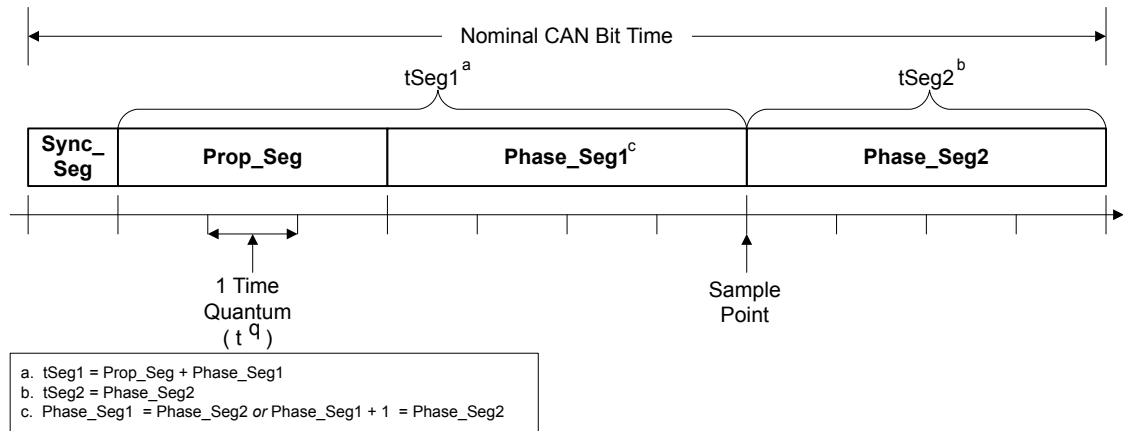 Nominal CAN Bit Time
tSeg1 a
tSeg2 b
Sync_
Seg
Prop_Seg
Phase_Seg1 c
Phase_Seg2
1 Time
Quantum
( t q )
Sample
Point
a. tSeg1 = Prop_Seg + Phase_Seg1
b. tSeg2 = Phase_Seg2
c. Phase_Seg1 = Phase_Seg2 or Phase_Seg1 + 1 = Phase_Seg2